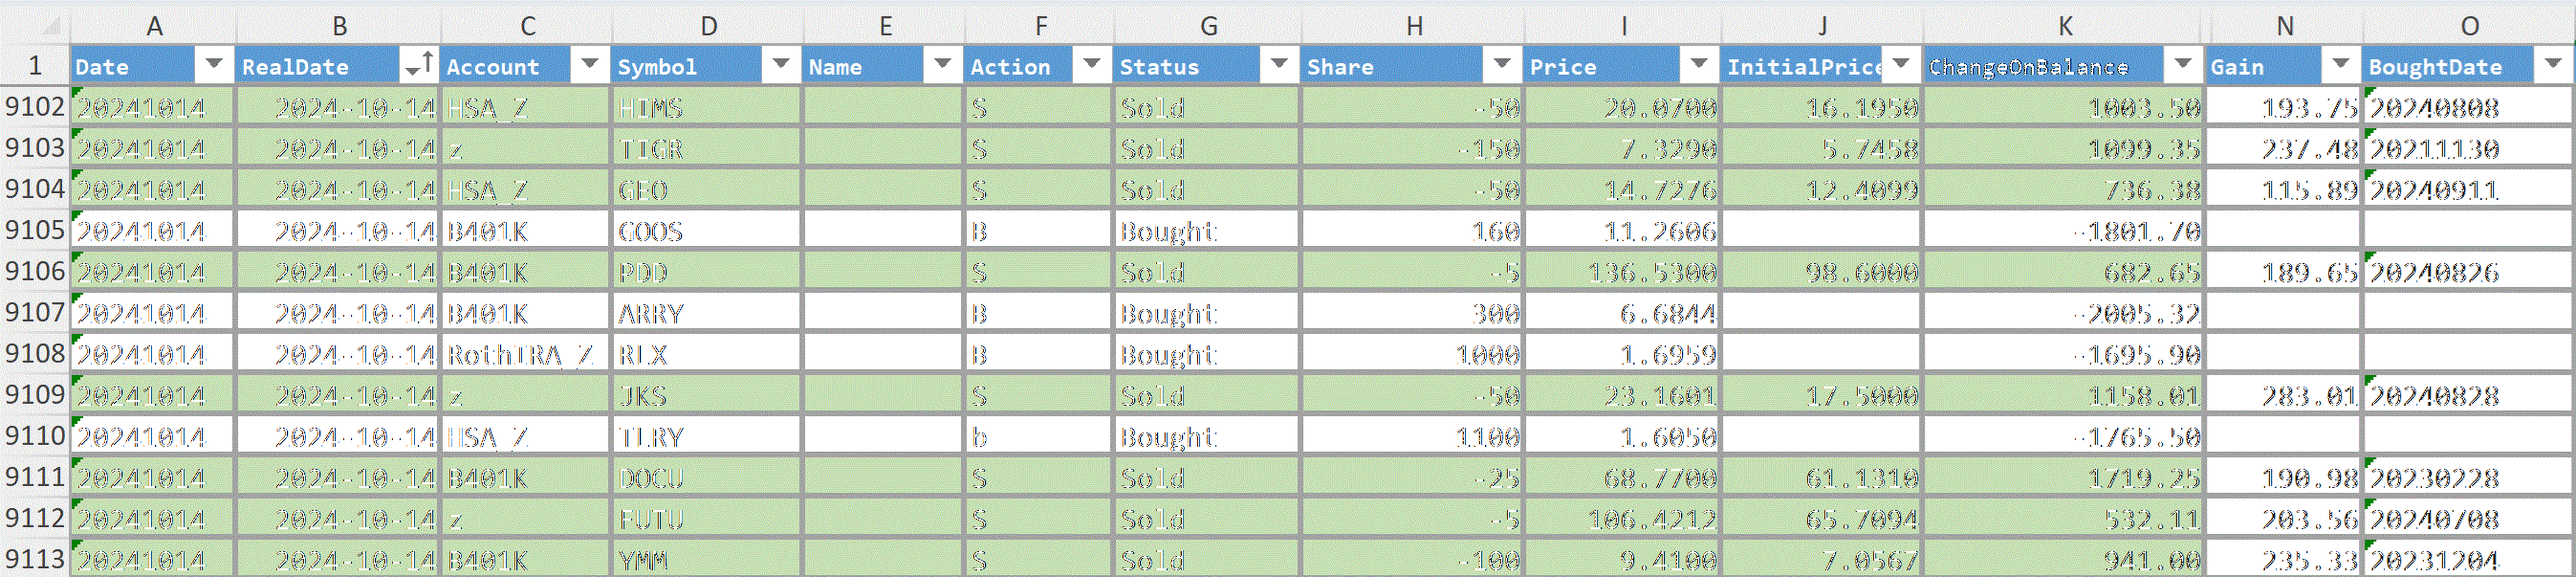 A B C D E F G H I J K N O
1 Date RealDate Account Symbol Name Action Status Share Price InitialPrice ChangeOnBalance Gain BoughtDate
9102 20241014 2024-10-14 HSA_Z HIMS S Sold -50 20.0700 16.1950 1003.50 193.75 20240808
9103 20241014 2024-10-14 z TIGR S Sold -150 7.3290 5.7458 1099.35 237.48 20211130
9104 20241014 2024-10-14 HSA_Z GEO S Sold -50 14.7276 12.4099 736.38 115.89 20240911
9105 20241014 2024-10-14 B401K GOOS B Bought 160 11.2606 -1801.70
9106 20241014 2024-10-14 B401K PDD S Sold -5 136.5300 98.6000 682.65 189.65 20240826
9107 20241014 2024-10-14 B401K ARRY B Bought 300 6.6844 -2005.32
9108 20241014 2024-10-14 RothIRA_Z RLX B Bought 1000 1.6959 -1695.90
9109 20241014 2024-10-14 z JKS S Sold -50 23.1601 17.5000 1158.01 283.01 20240828
9110 20241014 2024-10-14 HSA_Z TLRY b Bought 1100 1.6050 -1765.50
9111 20241014 2024-10-14 B401K DOCU S Sold -25 68.7700 61.1310 1719.25 190.98 20230228
9112 20241014 2024-10-14 z FUTU S Sold -5 106.4212 65.7094 532.11 203.56 20240708
9113 20241014 2024-10-14 B401K YMM S Sold -100 9.4100 7.0567 941.00 235.33 20231204